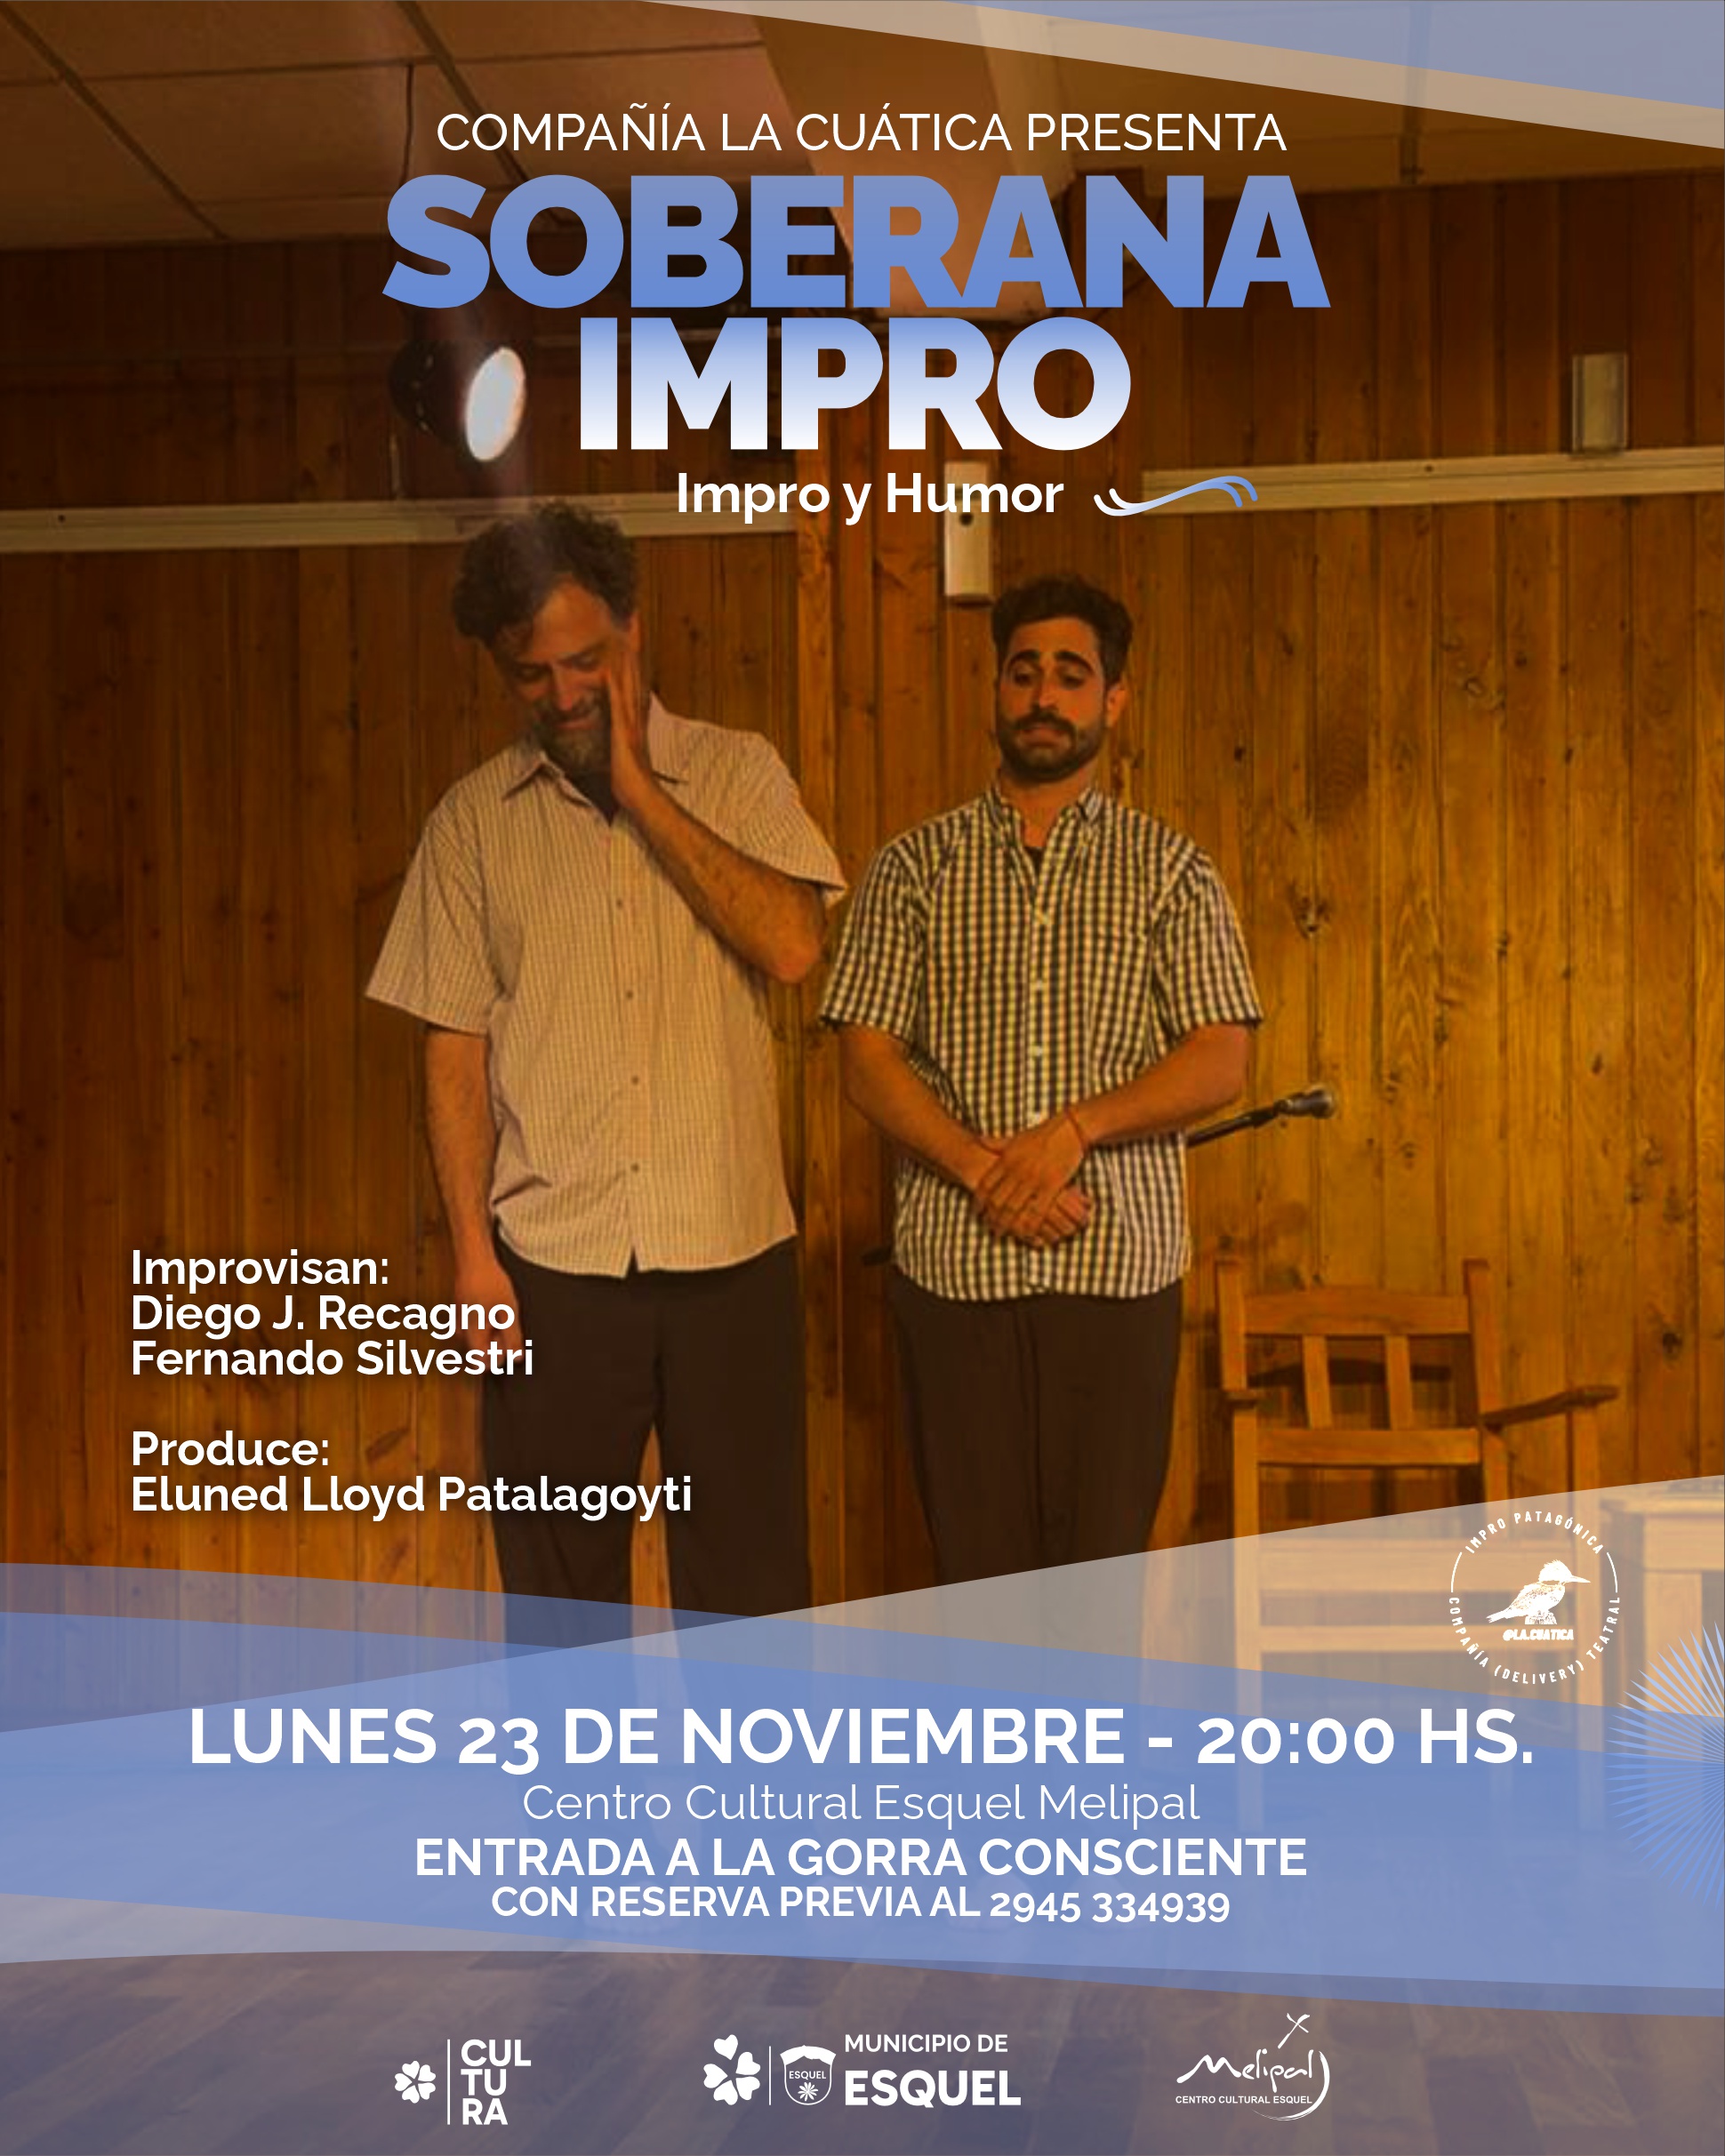 COMPAÑÍA LA CUÁTICA PRESENTA
SOBERANA
IMPRO
Impro y Humor
Improvisan:
Diego J. Recagno
Fernando Silvestri
Produce:
Eluned Lloyd Patalagoyti
IMPRO PATAGÓNICA
@LA.CUATICA
COMPAÑÍA (DELIVERY) TEATRAL
LUNES 23 DE NOVIEMBRE - 20:00 HS.
Centro Cultural Esquel Melipal
ENTRADA A LA GORRA CONSCIENTE
CON RESERVA PREVIA AL 2945 334939
CUL
TU
RA
ESQUEL
MUNICIPIO DE
ESQUEL
Melipal
CENTRO CULTURAL ESQUEL